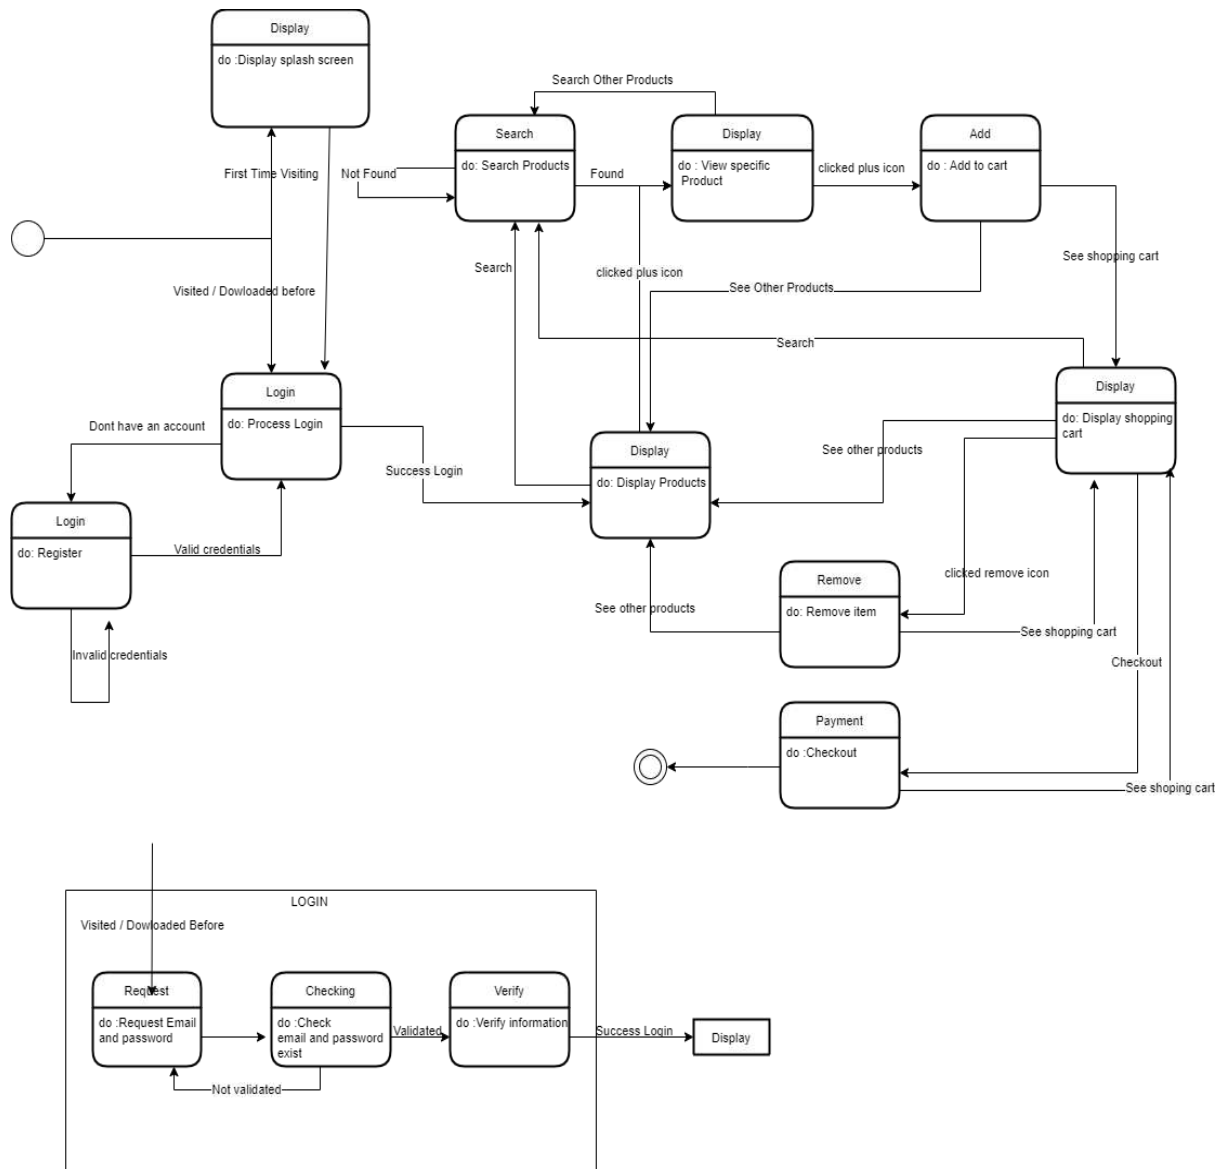 Display
do :Display splash screen
Search Other Products
Search
do: Search Products
Display
do : View specific
Product
Add
do : Add to cart
First Time Visiting
Not Found
Found
clicked plus icon
See shopping cart
Search
clicked plus icon
Visited / Dowloaded before
See Other Products
Search
Login
do: Process Login
Display
do: Display shopping
cart
Dont have an account
Success Login
Display
do: Display Products
See other products
Login
do: Register
Valid credentials
Remove
do: Remove item
clicked remove icon
See other products
See shopping cart
Invalid credentials
Checkout
Payment
do :Checkout
See shoping cart
LOGIN
Visited / Dowloaded Before
Request
do :Request Email
and password
Checking
do :Check
email and password
exist
Validated
Verify
do :Verify information
Success Login
Display
Not validated